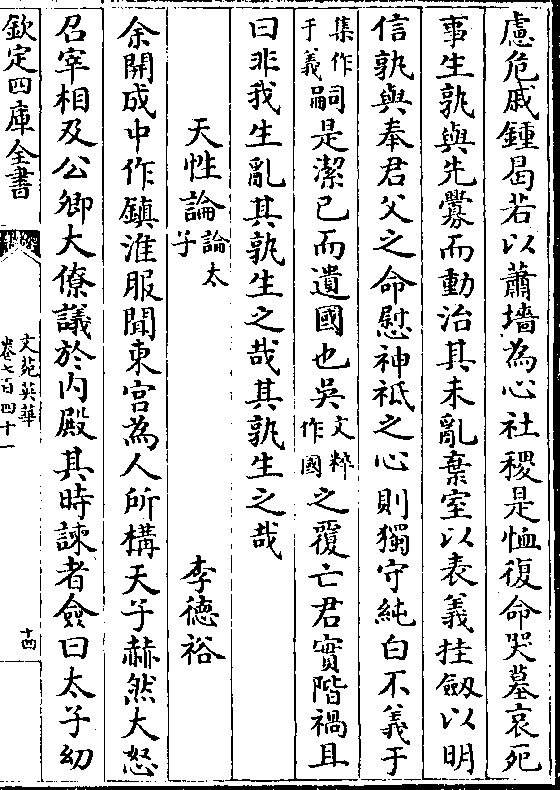 慮危戚鍾曷若以蕭墻為心社稷是恤復命哭墓哀死
事生孰與先釁而動治其未亂棄室以表義挂劔以明
信孰與奉君父之命慰神祗之心則獨守純白不義于
集作于義嗣是潔已而遺國也吳文粹作國之覆亡君實階禍且
曰非我生亂其孰生之哉其孰生之哉
天性論論太子 李德裕
余開成中作鎮淮服聞東宫為人所構天子赫然大怒
召宰相及公卿大僚議於内殿其時諫者僉曰太子幼
欽定四庫全書
文苑英華
卷七百四十一
十四